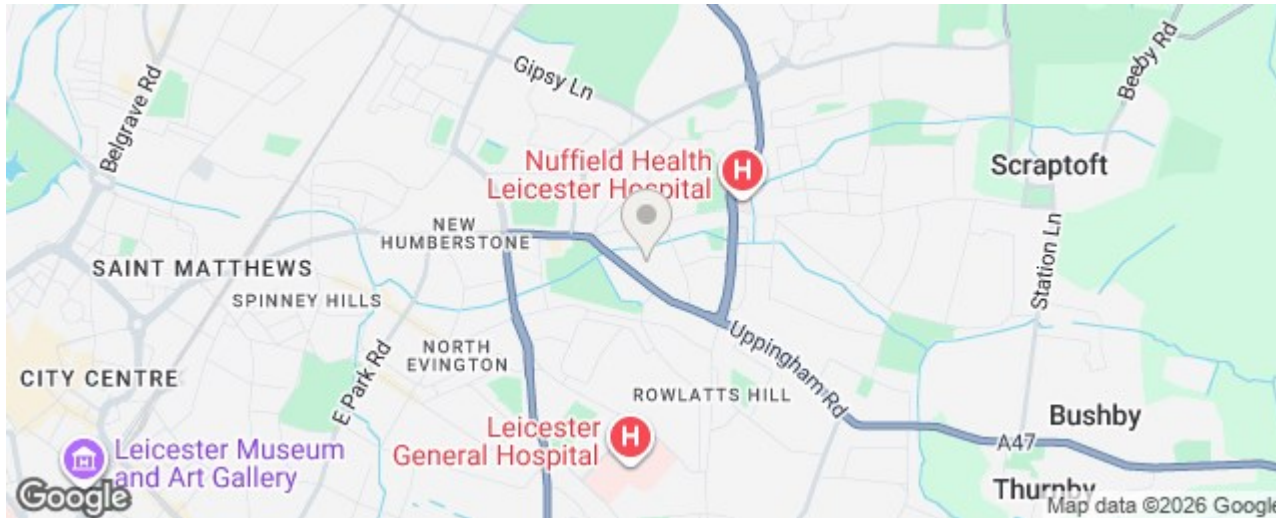 Gipsy Ln
Beeby Rd
Belgrave Rd
Nuffield Health
Leicester Hospital
H
Scraptoft
NEW
HUMBERSTONE
SAINT MATTHEWS
SPINNEY HILLS
Station Ln
Uppingham Rd
NORTH
EVINGTON
E Park Rd
CITY CENTRE
ROWLATTS HILL
Bushby
Leicester
General Hospital
H
A47
Leicester Museum
and Art Gallery
Thurnby
Google
Map data ©2026 Google